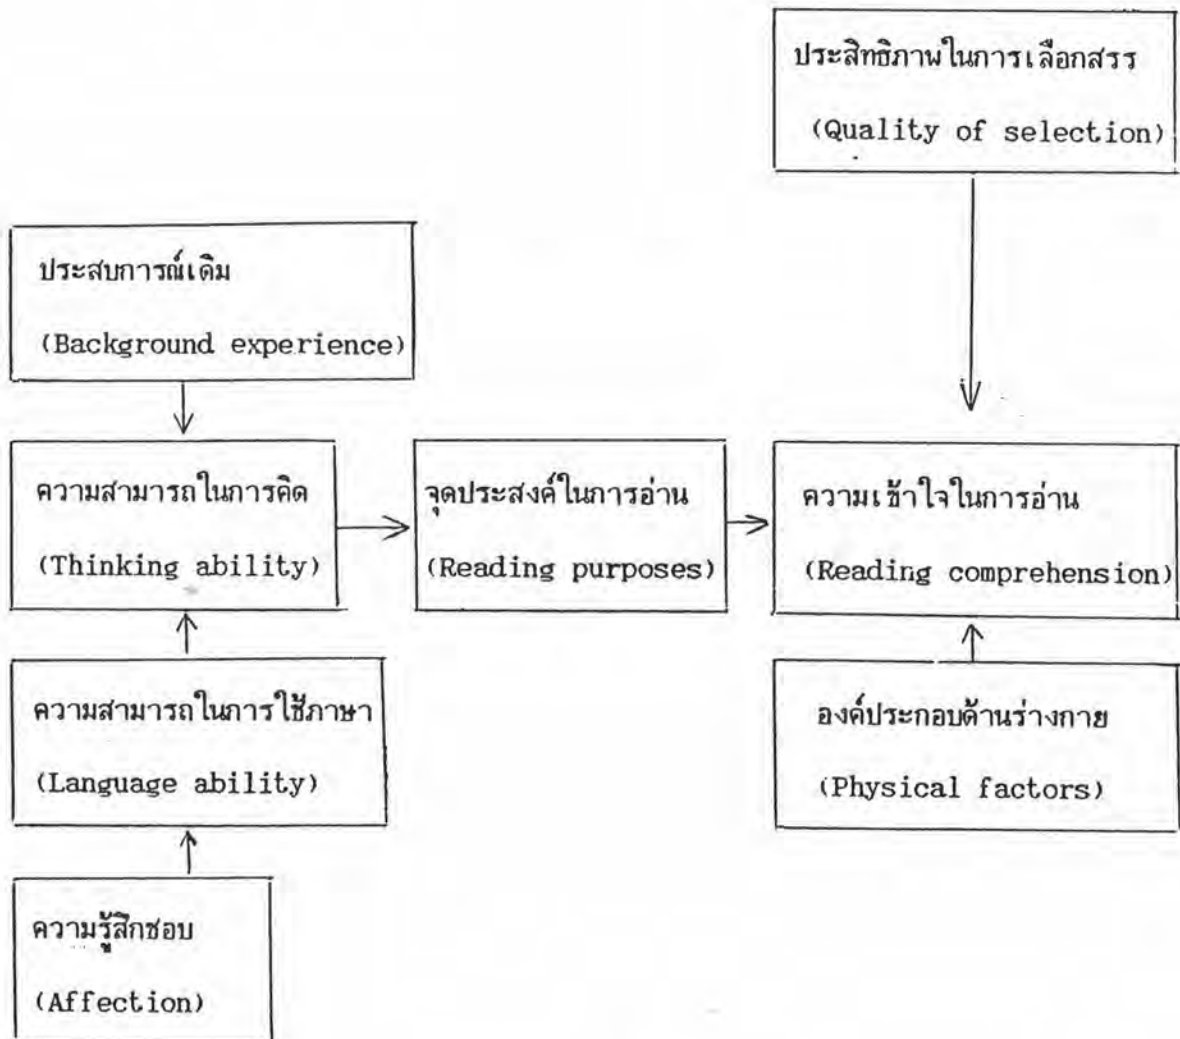 ประสิทธิภาพในการเลือกสรร
(Quality of selection)
ประสบการณ์เดิม
(Background experience)
ความสามารถในการคิด
(Thinking ability)
จุดประสงค์ในการอ่าน
(Reading purposes)
ความเข้าใจในการอ่าน
(Reading comprehension)
ความสามารถในการใช้ภาษา
(Language ability)
องค์ประกอบด้านร่างกาย
(Physical factors)
ความรู้สึกชอบ
(Affection)